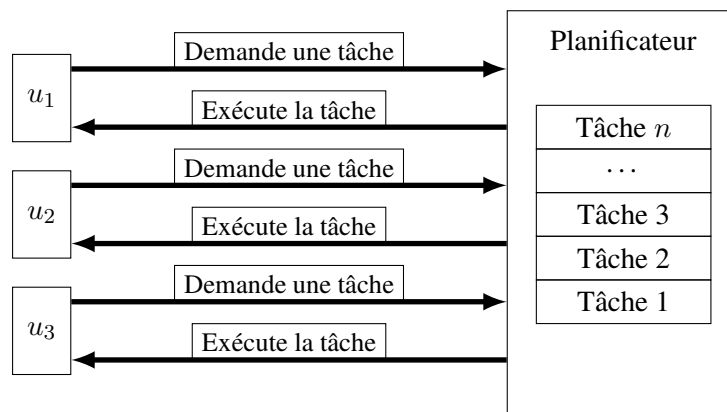 Planificateur
Demande une tâche
u1
Exécute la tâche
Tâche n
Demande une tâche
...
u2
Tâche 3
Exécute la tâche
Tâche 2
Demande une tâche
Tâche 1
u3
Exécute la tâche